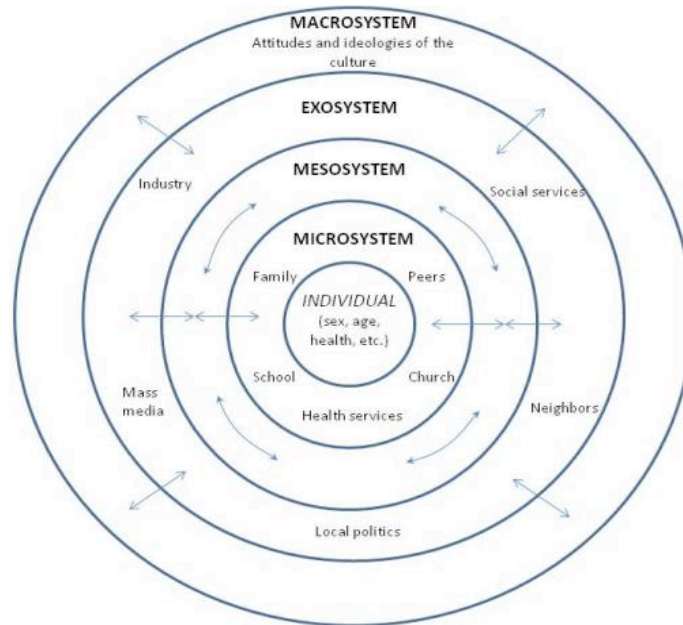 MACROSYSTEM
Attitudes and ideologies of the
culture
EXOSYSTEM
MESOSYSTEM
Industry
Social services
MICROSYSTEM
Family
Peers
INDIVIDUAL
(sex, age,
health, etc.)
School
Church
Mass
media
Health services
Neighbors
Local politics